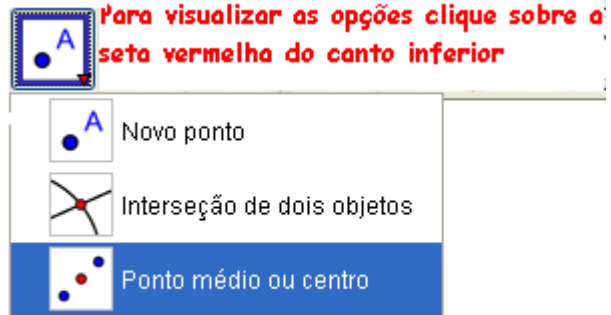 A Para visualizar as opções clique sobre a
seta vermelha do canto inferior
A Novo ponto
Interseção de dois objetos
Ponto médio ou centro